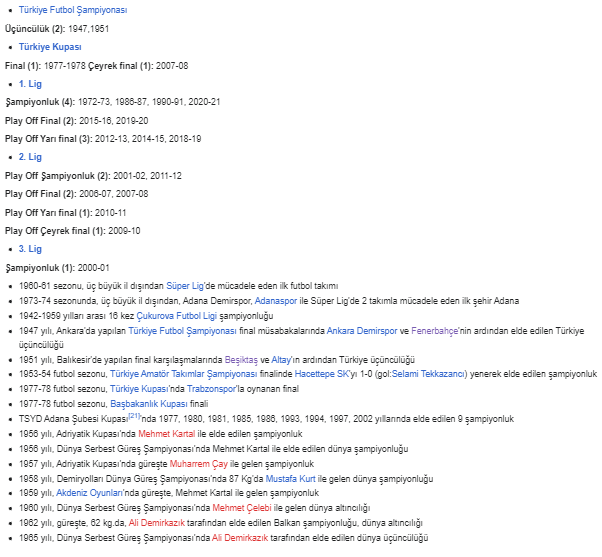 Türkiye Futbol Şampiyonası
Üçüncülük (2): 1947,1951
Türkiye Kupası
Final (1): 1977-1978 Çeyrek final (1): 2007-08
1. Lig
Şampiyonluk (4): 1972-73, 1986-87, 1990-91, 2020-21
Play Off Final (2): 2015-16, 2019-20
Play Off Yarı final (3): 2012-13, 2014-15, 2018-19
2. Lig
Play Off Şampiyonluk (2): 2001-02, 2011-12
Play Off Final (2): 2006-07, 2007-08
Play Off Yarı final (1): 2010-11
Play Off Çeyrek final (1): 2009-10
3. Lig
Şampiyonluk (1): 2000-01
1960-61 sezonu, üç büyük il dışından Süper Lig'de mücadele eden ilk futbol takımı
1973-74 sezonunda, üç büyük il dışından, Adana Demirspor, Adanaspor ile Süper Lig'de 2 takımla mücadele eden ilk şehir Adana
1942-1959 yılları arası 16 kez Çukurova Futbol Ligi şampiyonluğu
1947 yılı, Ankara'da yapılan Türkiye Futbol Şampiyonası final müsabakalarında Ankara Demirspor ve Fenerbahçe'nin ardından elde edilen Türkiye
üçüncülüğü
1951 yılı, Balıkesir'de yapılan final karşılaşmalarında Beşiktaş ve Altay'ın ardından Türkiye üçüncülüğü
1953-54 futbol sezonu, Türkiye Amatör Takımlar Şampiyonası finalinde Hacettepe SK'yı 1-0 (gol:Selami Tekkazancı) yenerek elde edilen şampiyonluk
1977-78 futbol sezonu, Türkiye Kupası'nda Trabzonspor'la oynanan final
1977-78 futbol sezonu, Başbakanlık Kupası finali
TSYD Adana Şubesi Kupası[21]'nda 1977, 1980, 1981, 1985, 1986, 1993, 1994, 1997, 2002 yıllarında elde edilen 9 şampiyonluk
1956 yılı, Adriyatik Kupası'nda Mehmet Kartal ile elde edilen şampiyonluk
1956 yılı, Dünya Serbest Güreş Şampiyonası'nda Mehmet Kartal ile elde edilen dünya şampiyonluğu
1957 yılı, Adriyatik Kupası'nda güreşte Muharrem Çay ile gelen şampiyonluk
1958 yılı, Demiryolları Dünya Güreş Şampiyonası'nda 87 Kg'da Mustafa Kurt ile gelen dünya şampiyonluğu
1959 yılı, Akdeniz Oyunları'nda güreşte, Mehmet Kartal ile gelen şampiyonluk
1960 yılı, Dünya Serbest Güreş Şampiyonası'nda Mehmet Çelebi ile gelen dünya altıncılığı
1962 yılı, güreşte, 62 kg.da, Ali Demirkazık tarafından elde edilen Balkan şampiyonluğu, dünya altıncılığı
1965 yılı, Dünya Serbest Güreş Şampiyonası'nda Ali Demirkazık tarafından elde edilen dünya üçüncülüğü